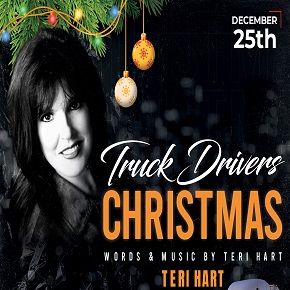 DECEMBER
25th
Truck Drivers
CHRISTMAS
WORDS & MUSIC BY TERI HART
TERI HART